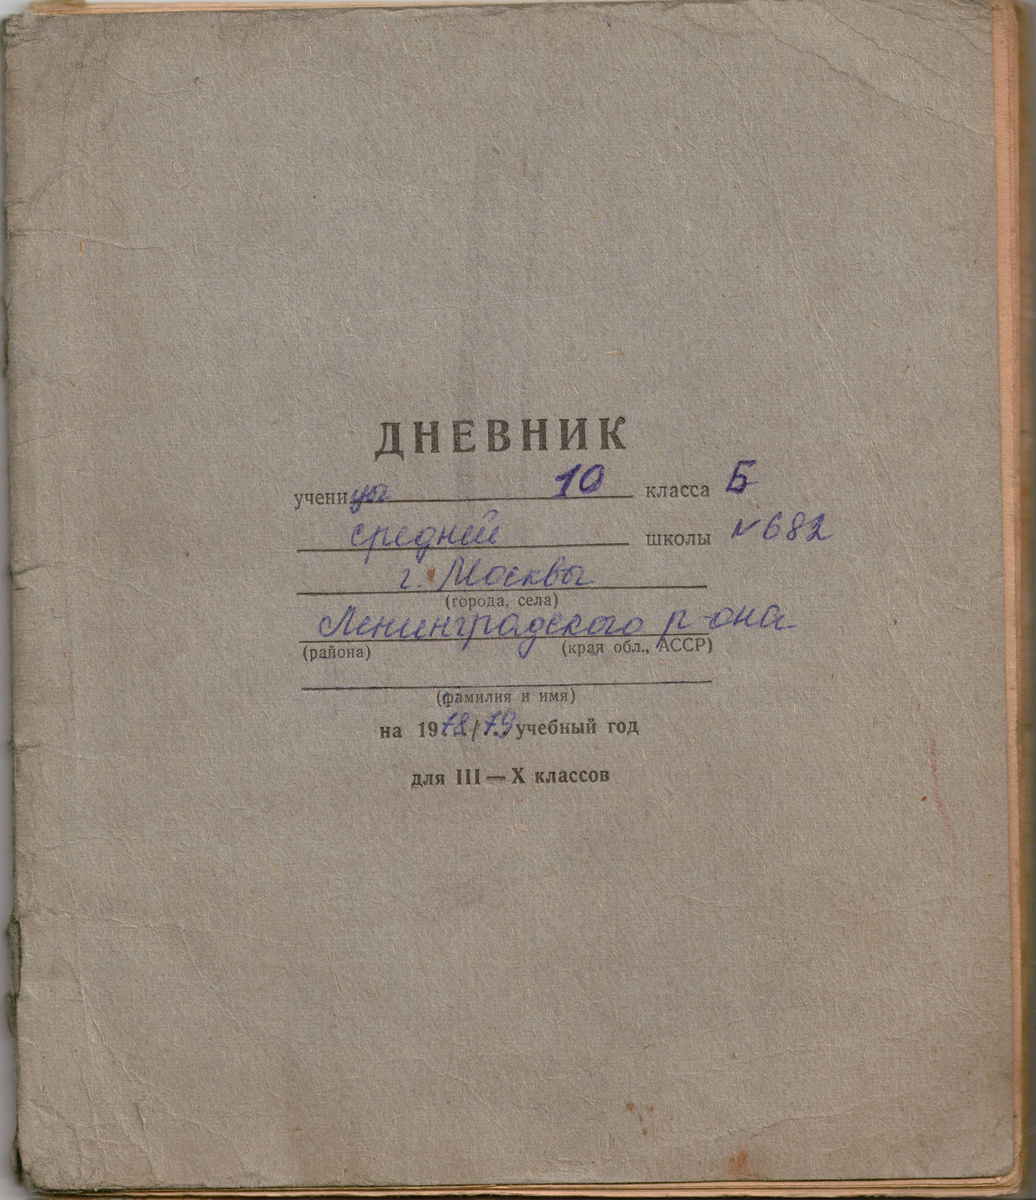 ДНЕВНИК
ученицы 10 класса Б
средней школы №682
г. Москвы
(города, села)
Ленинградского р-она
(района) (края обл., АССР)
(фамилия и имя)
на 1978/79 учебный год
для III—X классов